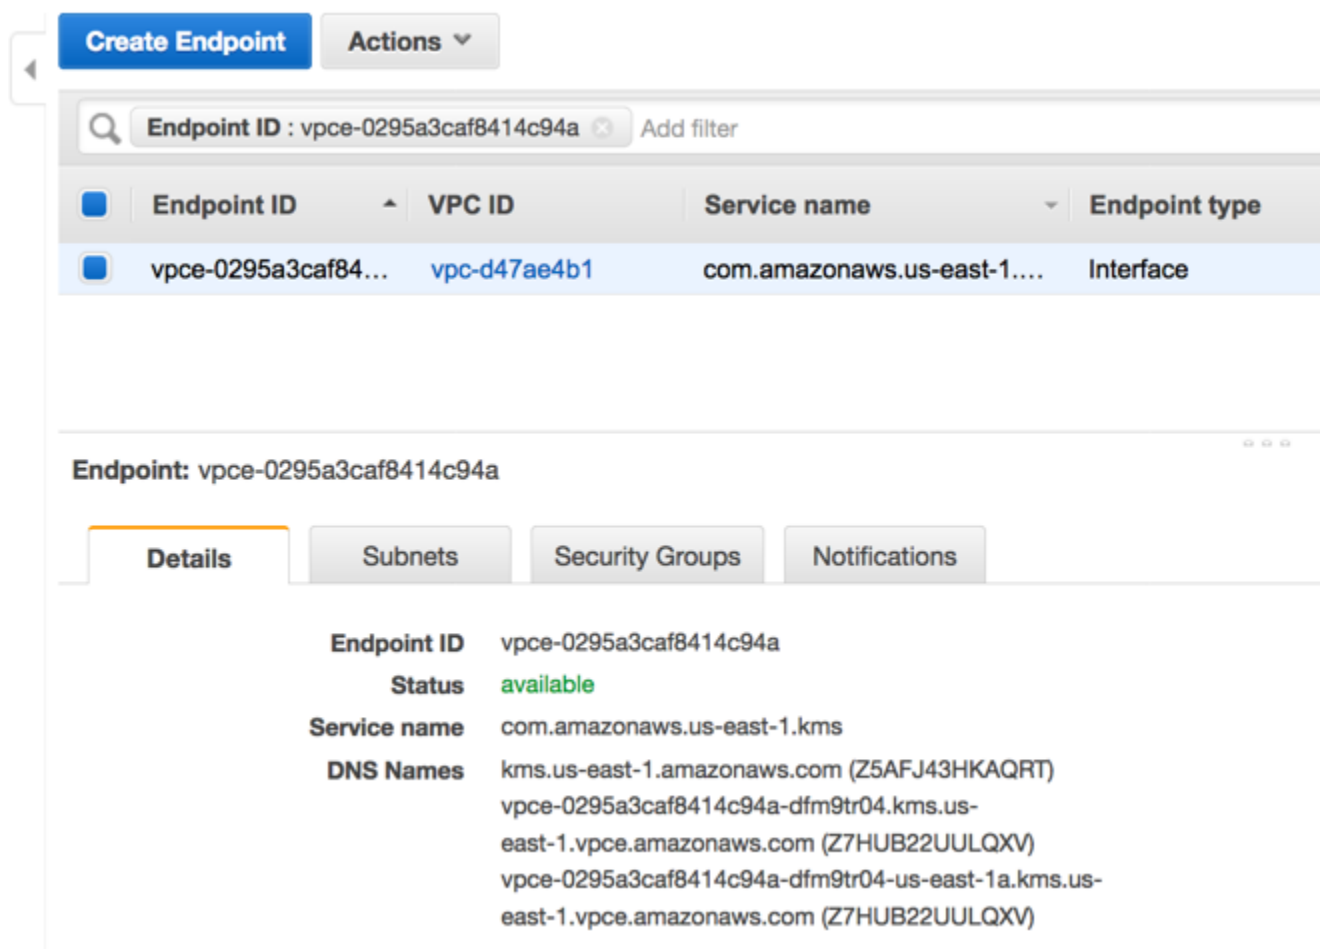 Create Endpoint Actions
Endpoint ID : vpce-0295a3caf8414c94a Add filter
Endpoint ID VPC ID Service name Endpoint type
vpce-0295a3caf84... vpc-d47ae4b1 com.amazonaws.us-east-1.... Interface
Endpoint: vpce-0295a3caf8414c94a
Details Subnets Security Groups Notifications
Endpoint ID vpce-0295a3caf8414c94a
Status available
Service name com.amazonaws.us-east-1.kms
DNS Names kms.us-east-1.amazonaws.com (Z5AFJ43HKAQRT)
vpce-0295a3caf8414c94a-dfm9tr04.kms.us-
east-1.vpce.amazonaws.com (Z7HUB22UULQXV)
vpce-0295a3caf8414c94a-dfm9tr04-us-east-1a.kms.us-
east-1.vpce.amazonaws.com (Z7HUB22UULQXV)